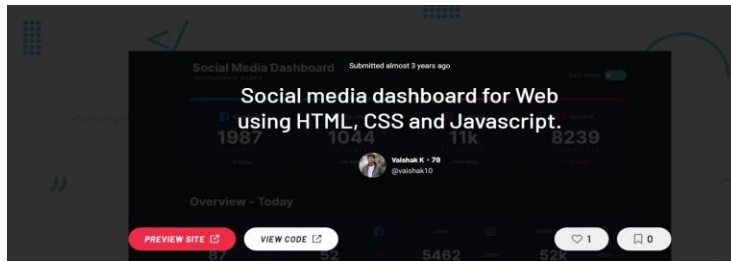 </
Social Media Dashboard
Submitted almost 3 years ago
Social media dashboard for Web
using HTML, CSS and Javascript.
1987
1044
11k
8239
Vaishak K • 70
@vaishak10
Overview - Today
PREVIEW SITE
VIEW CODE
1
0
87
52
5462
52K